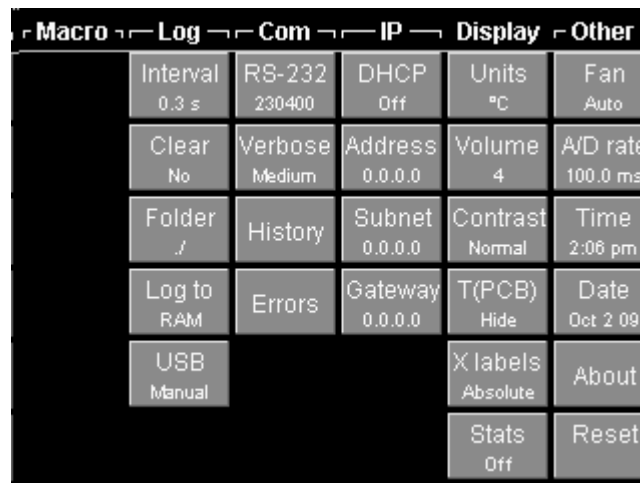 Macro Log Com IP Display Other
Interval RS-232 DHCP Units Fan
0.3 s 230400 Off °C Auto
Clear Verbose Address Volume A/D rate
No Medium 0.0.0.0 4 100.0 ms
Folder History Subnet Contrast Time
./ 0.0.0.0 Normal 2:06 pm
Log to Errors Gateway T(PCB) Date
RAM 0.0.0.0 Hide Oct 2 09
USB X labels About
Manual Absolute
Stats Reset
Off